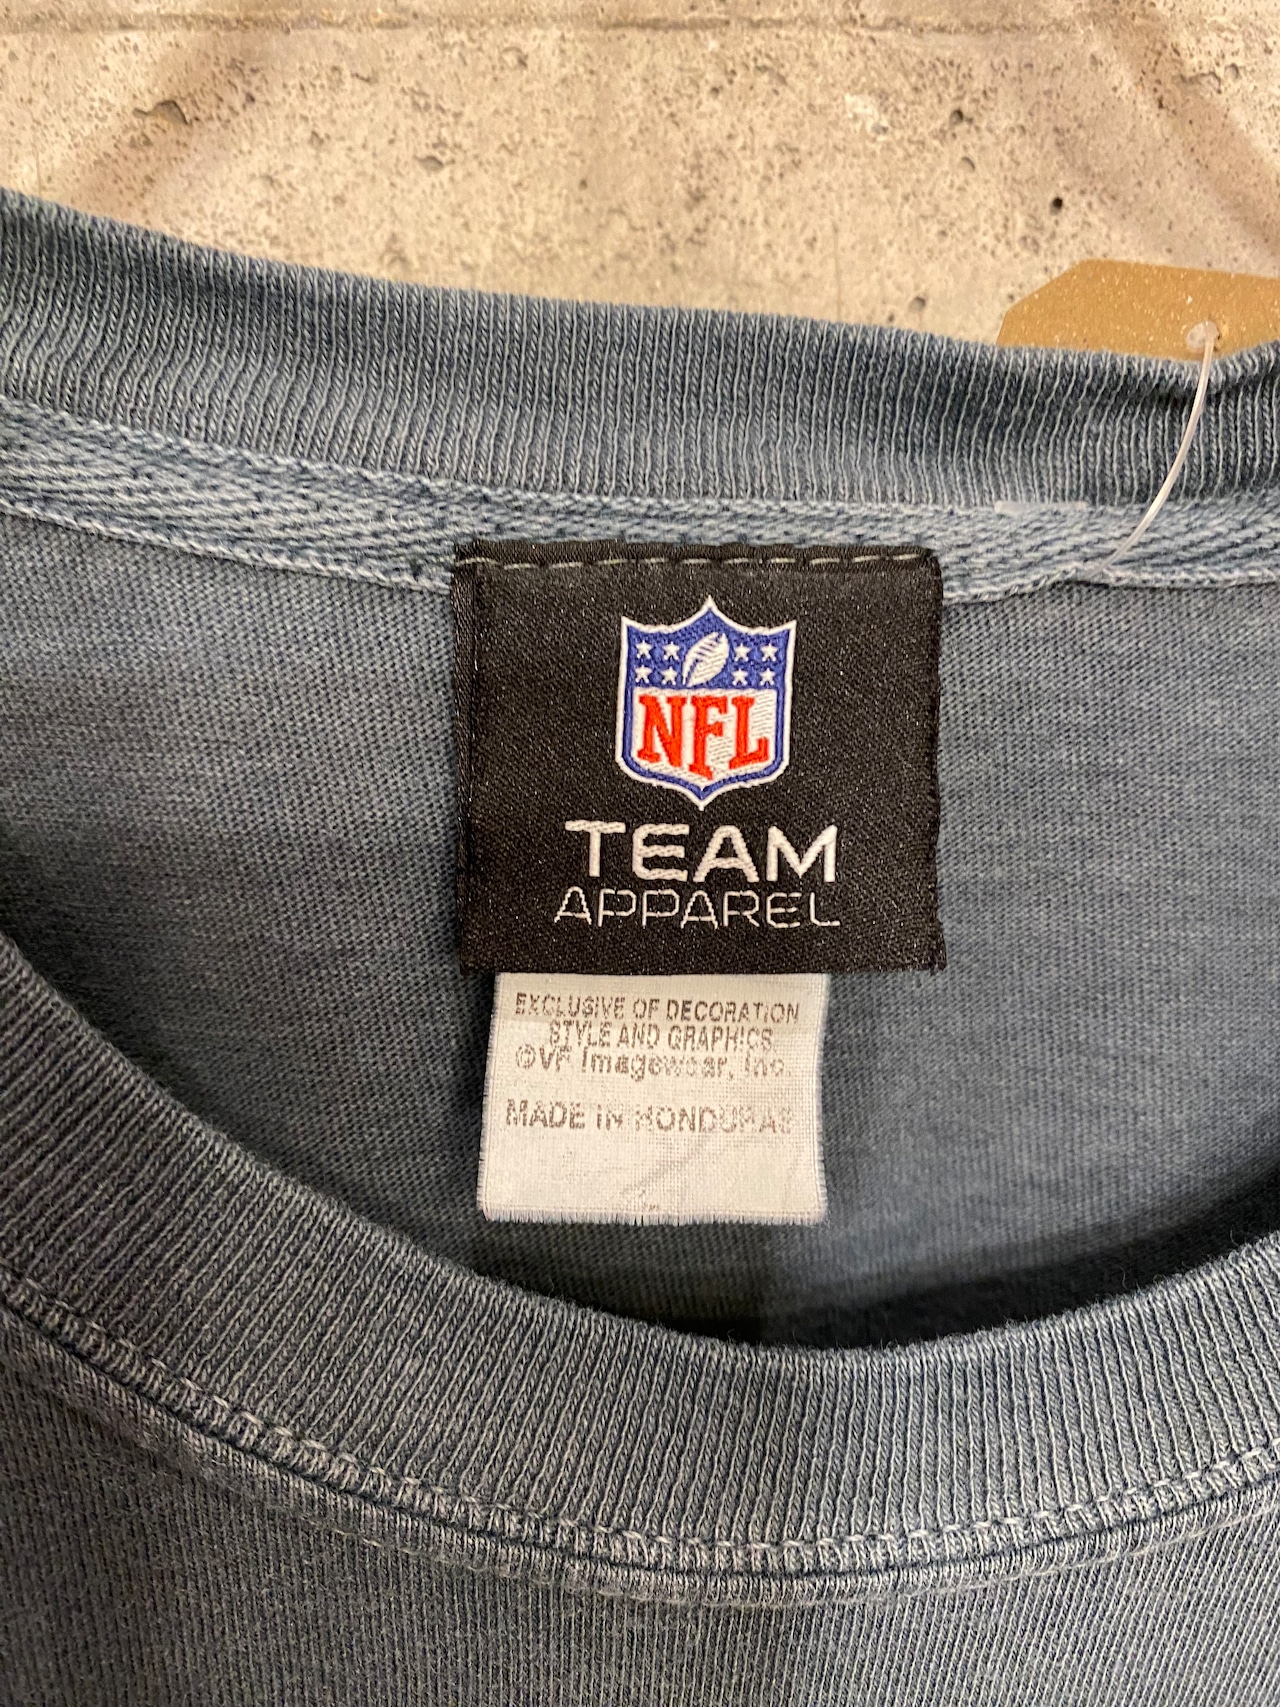 NFL
TEAM
APPAREL
EXCLUSIVE OF DECORATION
STYLE AND GRAPHICS
©VF Imagewear, Inc.
MADE IN HONDURAS